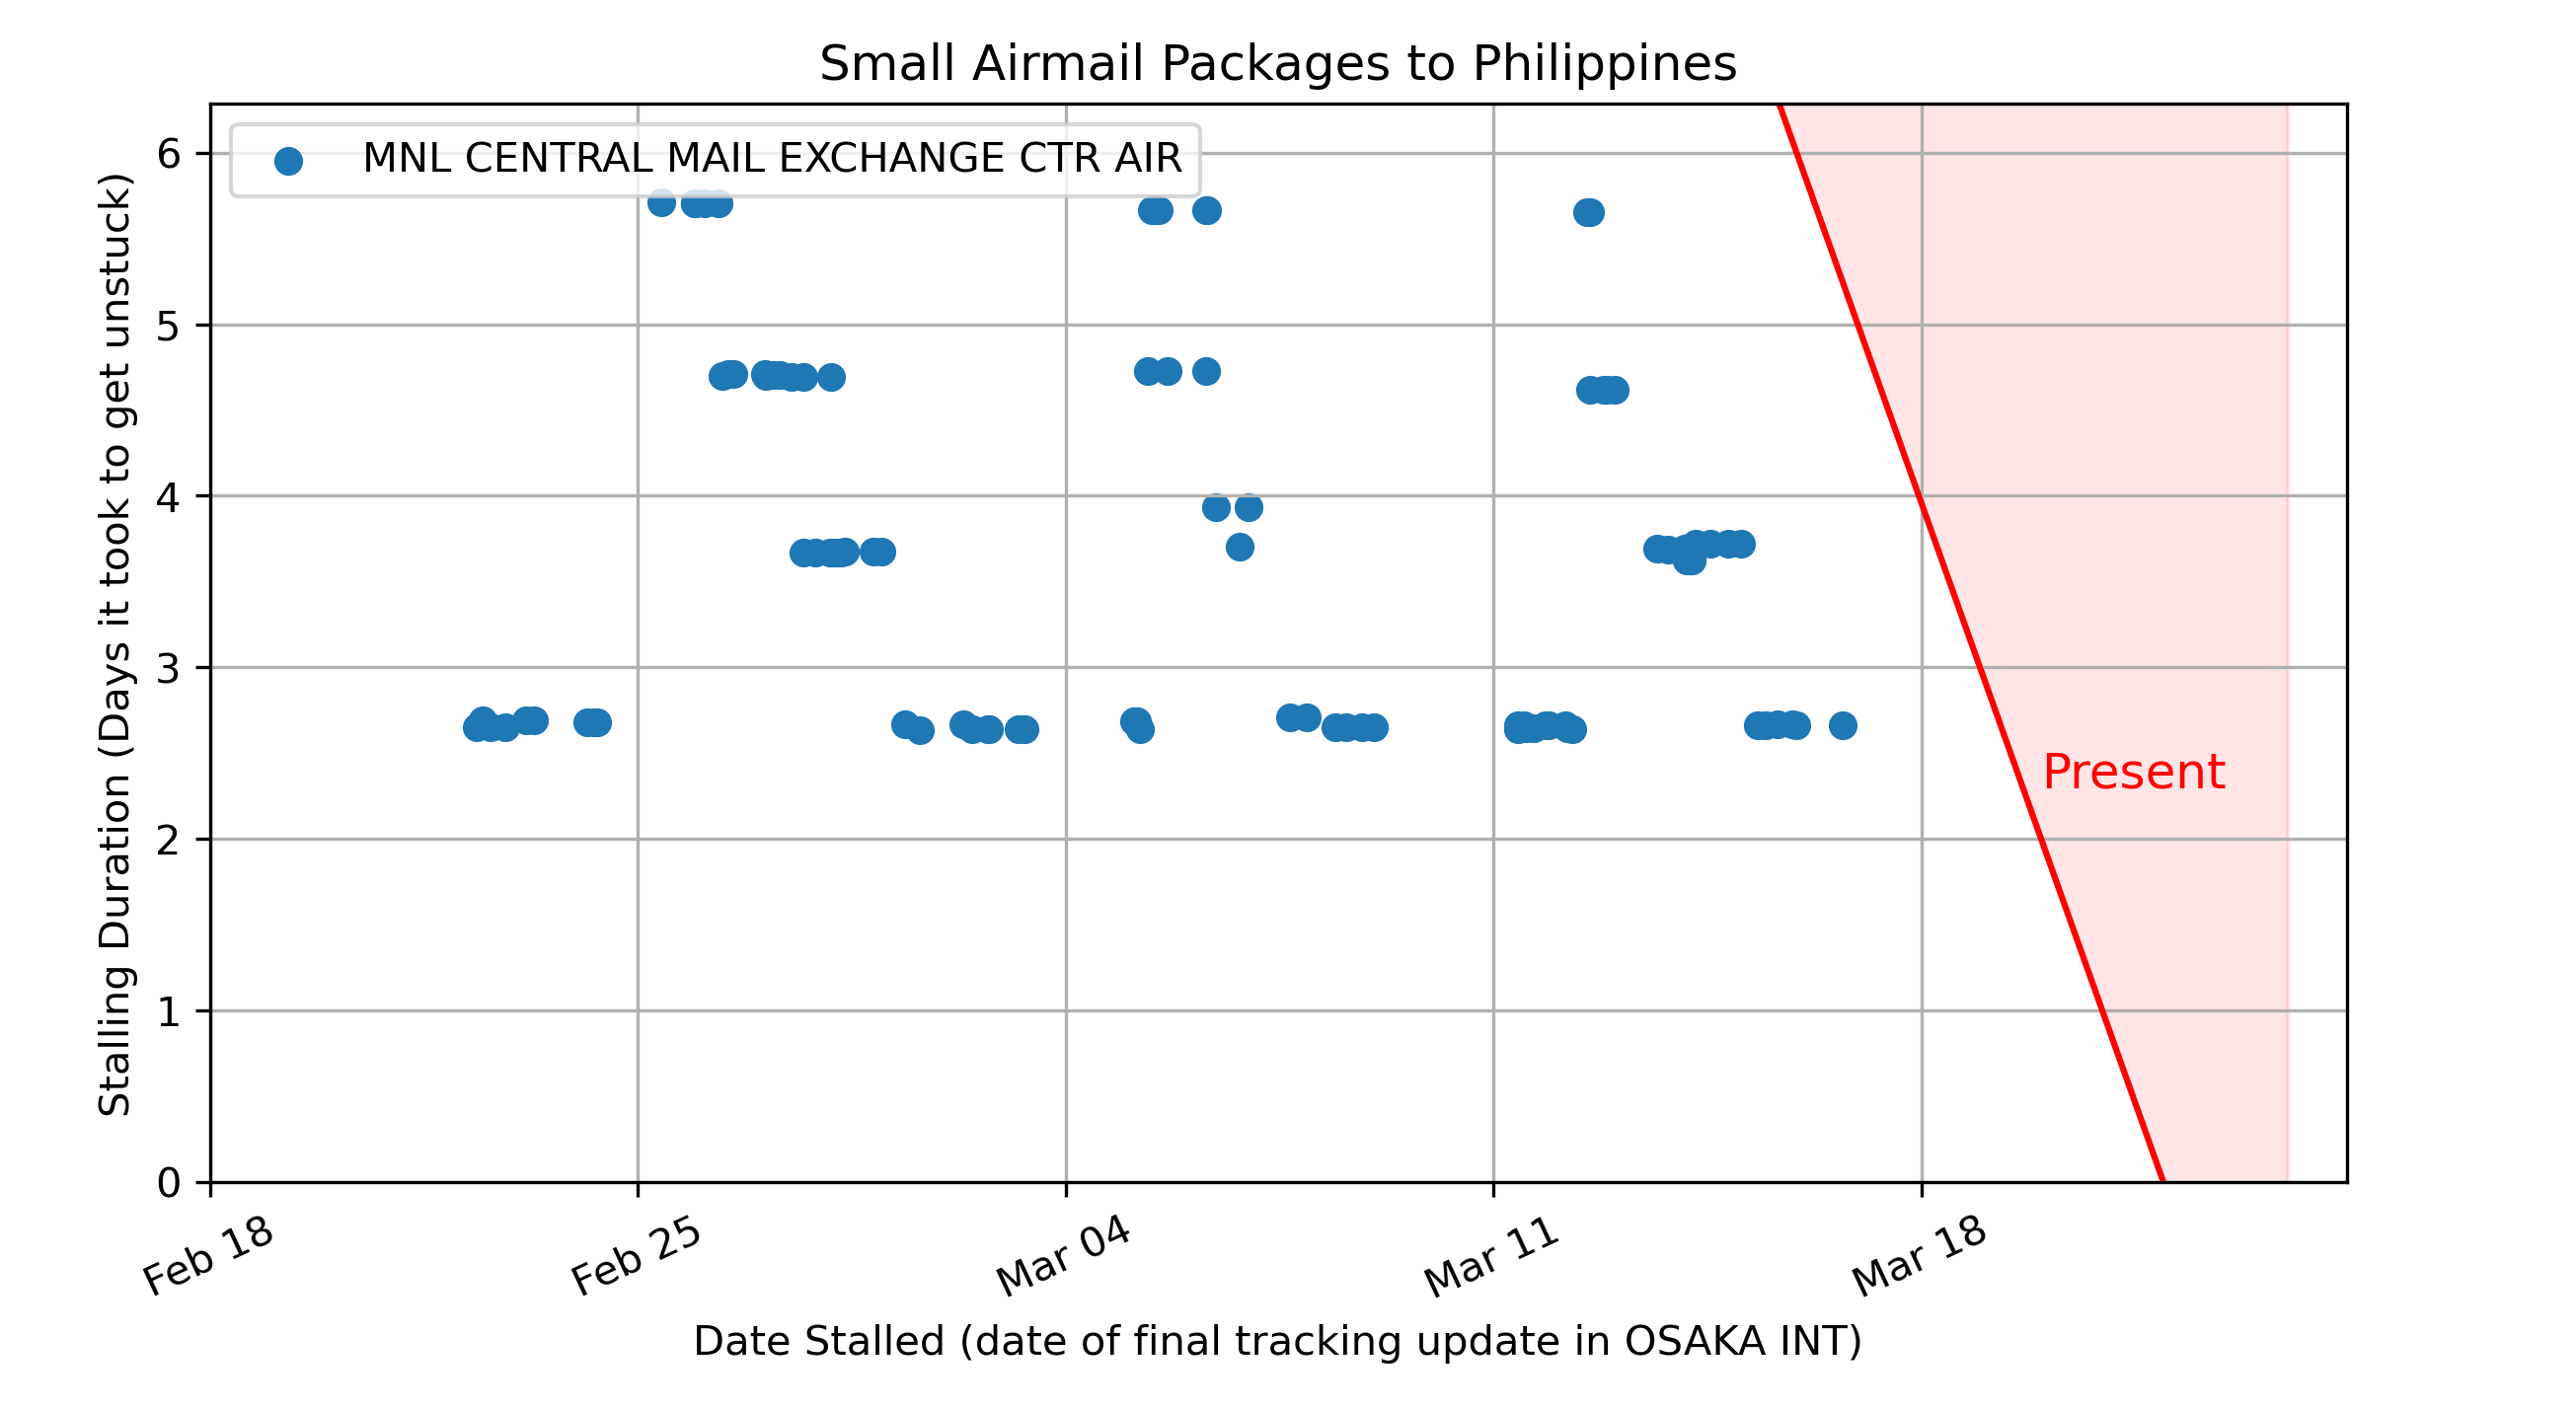 Small Airmail Packages to Philippines
MNL CENTRAL MAIL EXCHANGE CTR AIR
Stalling Duration (Days it took to get unstuck)
6
5
4
3
2
1
0
Present
Feb 18
Feb 25
Mar 04
Mar 11
Mar 18
Date Stalled (date of final tracking update in OSAKA INT)